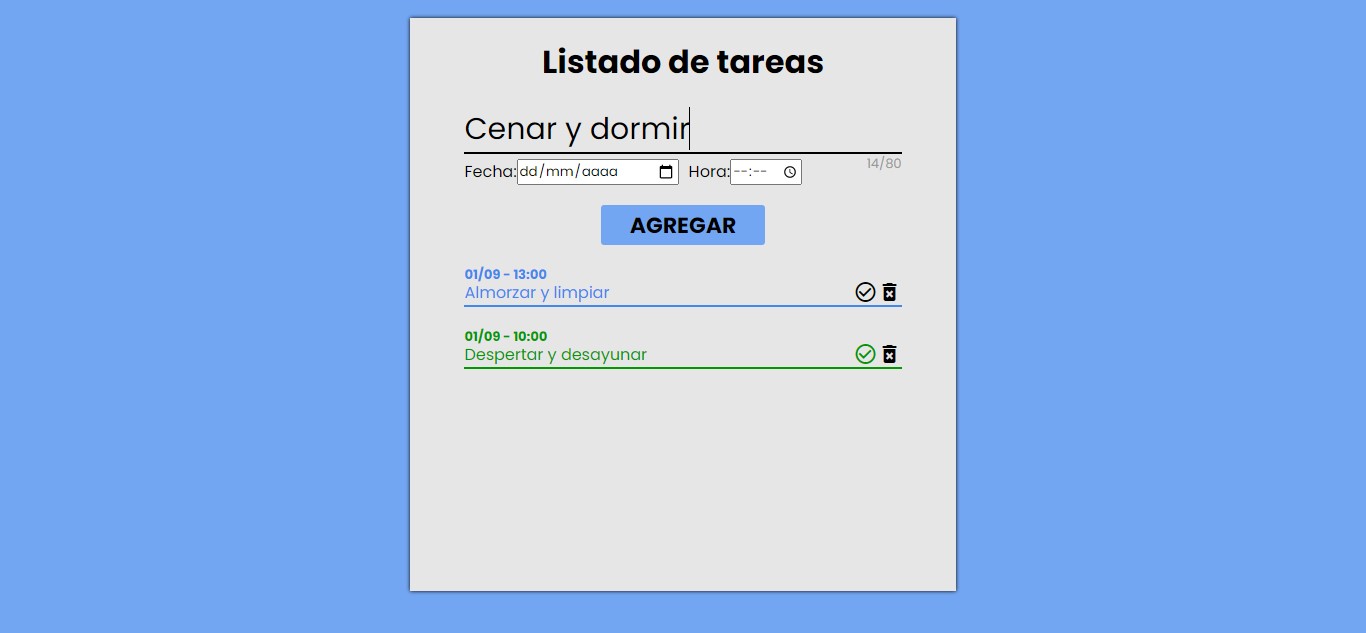 Listado de tareas
Cenar y dormir
14/80
Fecha: dd/mm/aaaa Hora: --:--
AGREGAR
01/09 - 13:00
Almorzar y limpiar
01/09 - 10:00
Despertar y desayunar